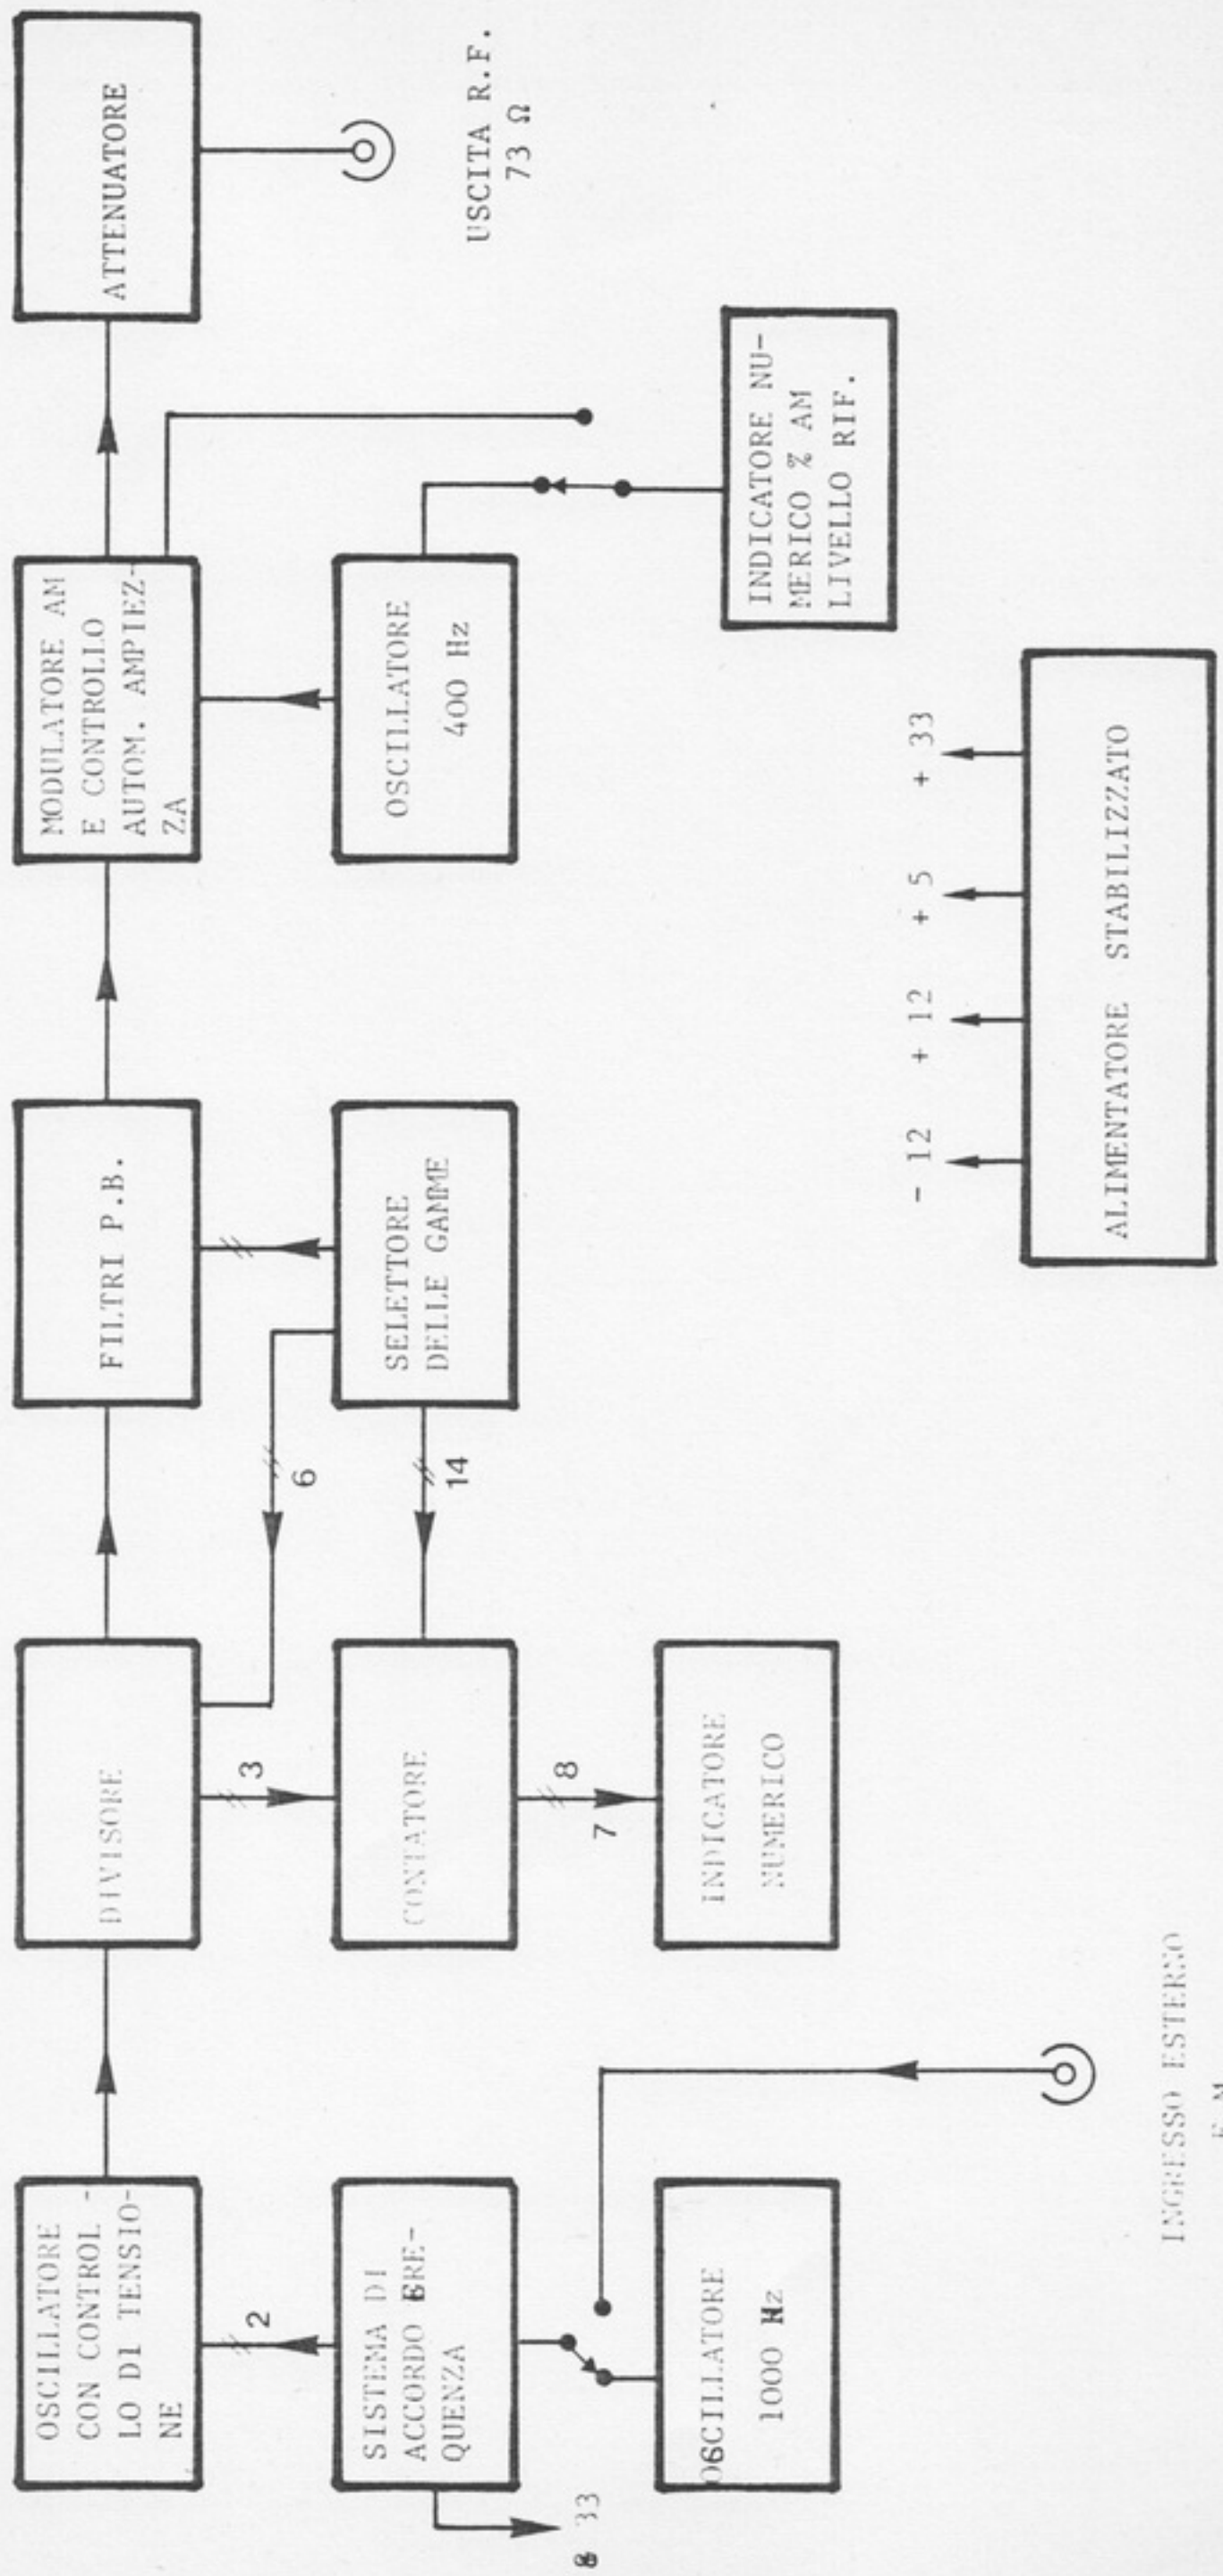 OSCILLATORE
CON CONTROL-
LO DI TENSIO-
NE
DIVISORE
FILTRI P.B.
MODULATORE AM
E CONTROLLO
AUTOM. AMPIEZ-
ZA
ATTENUATORE
2
3
6
SISTEMA DI
ACCORDO FRE-
QUENZA
CONTATORE
14
SELETTORE
DELLE GAMME
OSCILLATORE
400 Hz
USCITA R.F.
73 Ω
33
7
8
OSCILLATORE
1000 Hz
INDICATORE
NUMERICO
INDICATORE NU-
MERICO % AM
LIVELLO RIF.
- 12
+ 12
+ 5
+ 33
ALIMENTATORE STABILIZZATO
INGRESSO ESTERNO